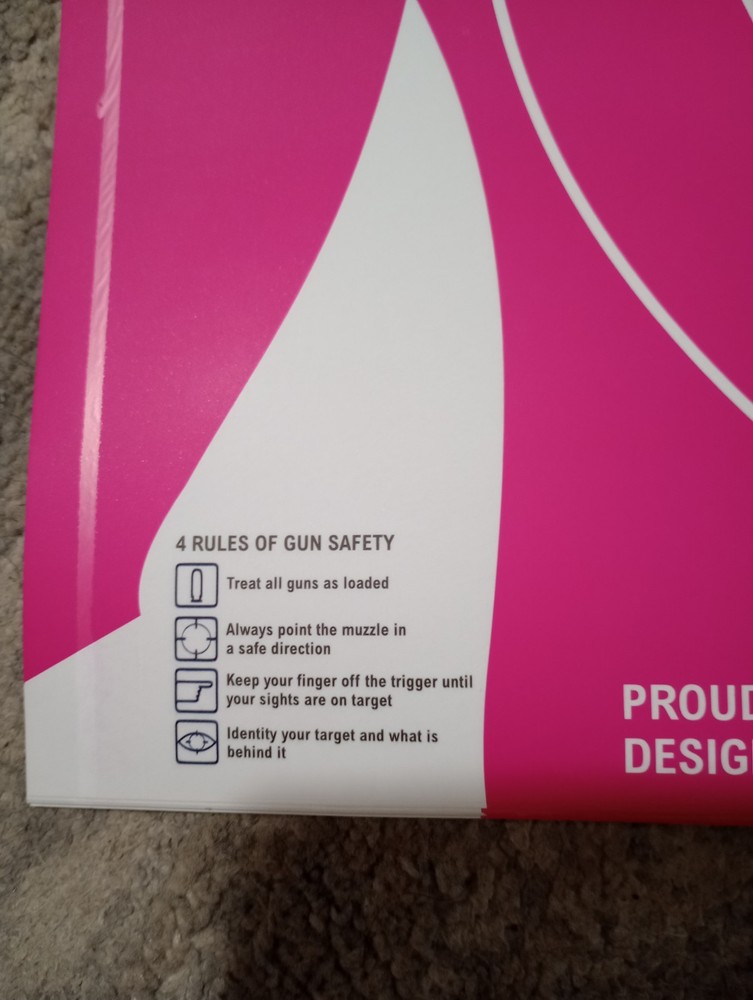 4 RULES OF GUN SAFETY
Treat all guns as loaded
Always point the muzzle in
a safe direction
Keep your finger off the trigger until
your sights are on target
Identity your target and what is
behind it
PROUD
DESIG